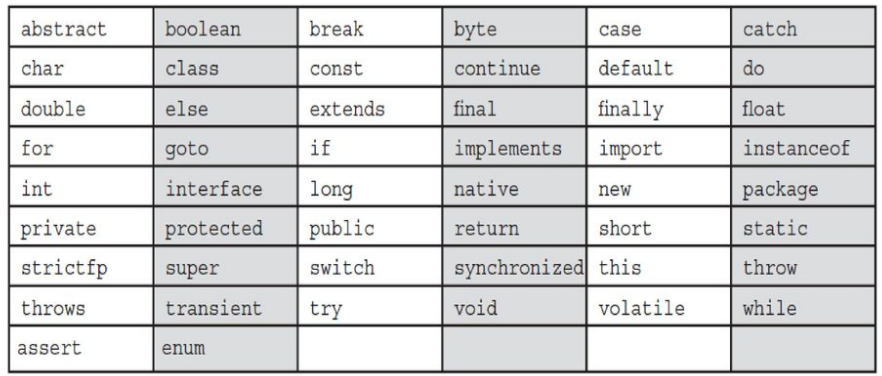 abstract boolean break byte case catch
char class const continue default do
double else extends final finally float
for goto if implements import instanceof
int interface long native new package
private protected public return short static
strictfp super switch synchronized this throw
throws transient try void volatile while
assert enum